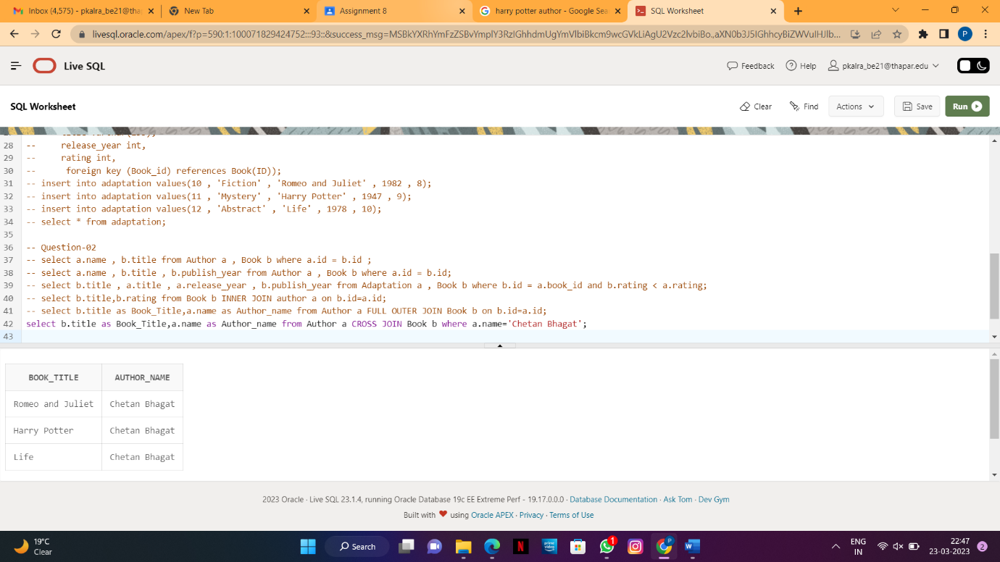 Inbox (4,575) - pkalra_be21@tha
New Tab
Assignment 8
harry potter author - Google Sea
SQL Worksheet
livesql.oracle.com/apex/f?p=590:1:100071829424752:::93::&success_msg=MSBkYXRhYmFzZSBvYmplY3RzIGhhdmUgYmVlbiBkcm9wcGVkLiAgU2Vzc2lvbiBo.,aXN0b3J5IGhhcyBiZWVuIHJlb...
P
Live SQL
Feedback
Help
pkalra_be21@thapar.edu
SQL Worksheet
Clear
Find
Actions
Save
Run
28 -- release_year int,
29 -- rating int,
30 -- foreign key (Book_id) references Book(ID));
31 -- insert into adaptation values(10 , 'Fiction' , 'Romeo and Juliet' , 1982 , 8);
32 -- insert into adaptation values(11 , 'Mystery' , 'Harry Potter' , 1947 , 9);
33 -- insert into adaptation values(12 , 'Abstract' , 'Life' , 1978 , 10);
34 -- select * from adaptation;
35
36 -- Question-02
37 -- select a.name , b.title from Author a , Book b where a.id = b.id ;
38 -- select a.name , b.title , b.publish_year from Author a , Book b where a.id = b.id;
39 -- select b.title , a.title , a.release_year , b.publish_year from Adaptation a , Book b where b.id = a.book_id and b.rating < a.rating;
40 -- select b.title,b.rating from Book b INNER JOIN author a on b.id=a.id;
41 -- select b.title as Book_Title,a.name as Author_name from Author a FULL OUTER JOIN Book b on b.id=a.id;
42 select b.title as Book_Title,a.name as Author_name from Author a CROSS JOIN Book b where a.name='Chetan Bhagat';
43
BOOK_TITLE AUTHOR_NAME
Romeo and Juliet Chetan Bhagat
Harry Potter Chetan Bhagat
Life Chetan Bhagat
2023 Oracle · Live SQL 23.1.4, running Oracle Database 19c EE Extreme Perf - 19.17.0.0.0 · Database Documentation · Ask Tom · Dev Gym
Built with ❤ using Oracle APEX · Privacy · Terms of Use
19°C
Clear
Search
prime video
N
1
P
W
ENG
IN
22:47
23-03-2023
2